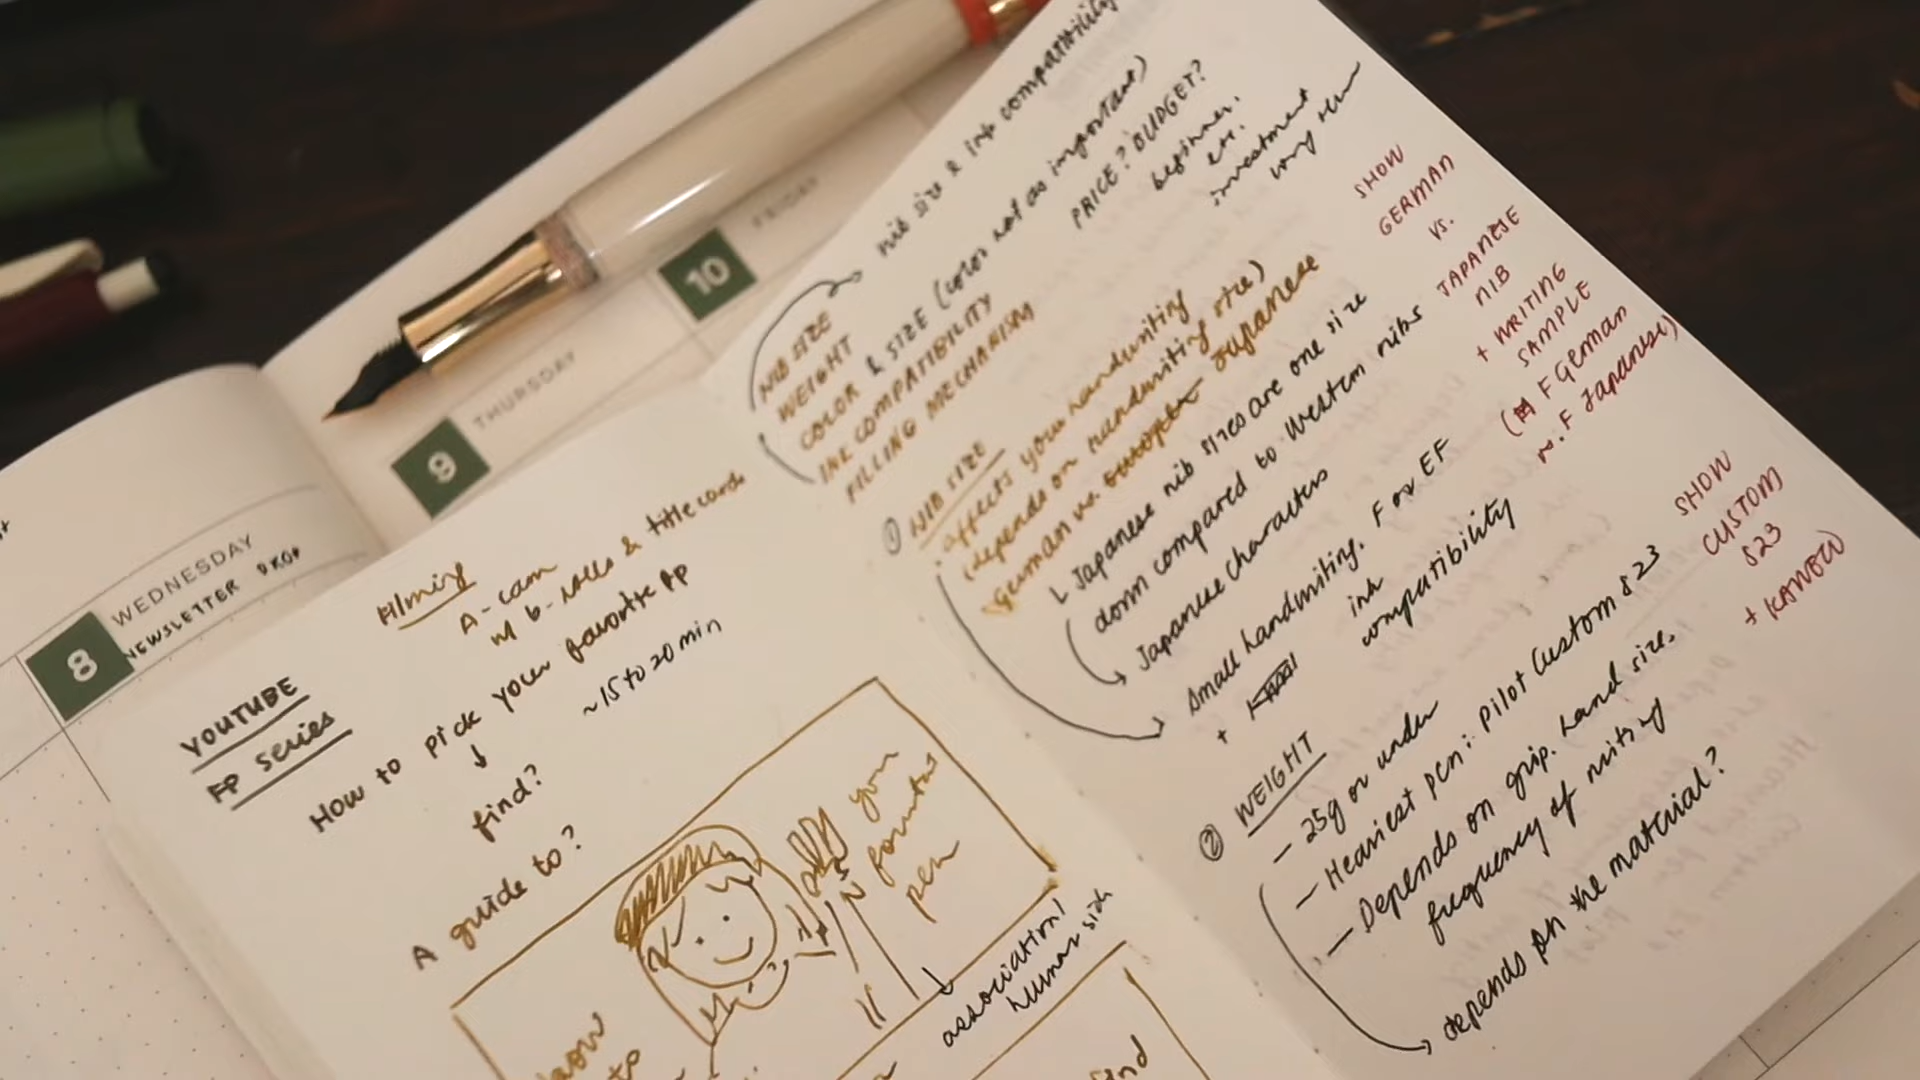 8
WEDNESDAY
NEWSLETTER DROP
9
THURSDAY
10
FRIDAY
YOUTUBE
FP series
Filming
A-cam
w/ b-rolls & title cards
How to pick your favorite fp
~15 to 20 min
↓
find?
A guide to?
your
fountain
pen
how
to
association/
human side
find
nib size & ink compatibility
NIB SIZE
WEIGHT
COLOR & SIZE (color not as important)
INK COMPATIBILITY
FILLING MECHANISM
PRICE? BUDGET?
beginner.
etc.
investment
long run
① NIB SIZE
affects your handwriting
(depends on handwriting size)
German vs. Japanese
↳ Japanese nib sizes are one size
down compared to Western nibs
→ Japanese characters
→ Small handwriting. F or EF
+
ink
compatibility
② WEIGHT
- 25g or under
- Heaviest pen: Pilot Custom 823
- Depends on grip. hand size.
frequency of writing
→ depends on the material?
SHOW
GERMAN
vs.
JAPANESE
NIB
+ WRITING
SAMPLE
(F German
F Japanese)
SHOW
CUSTOM
823
+ KANEO